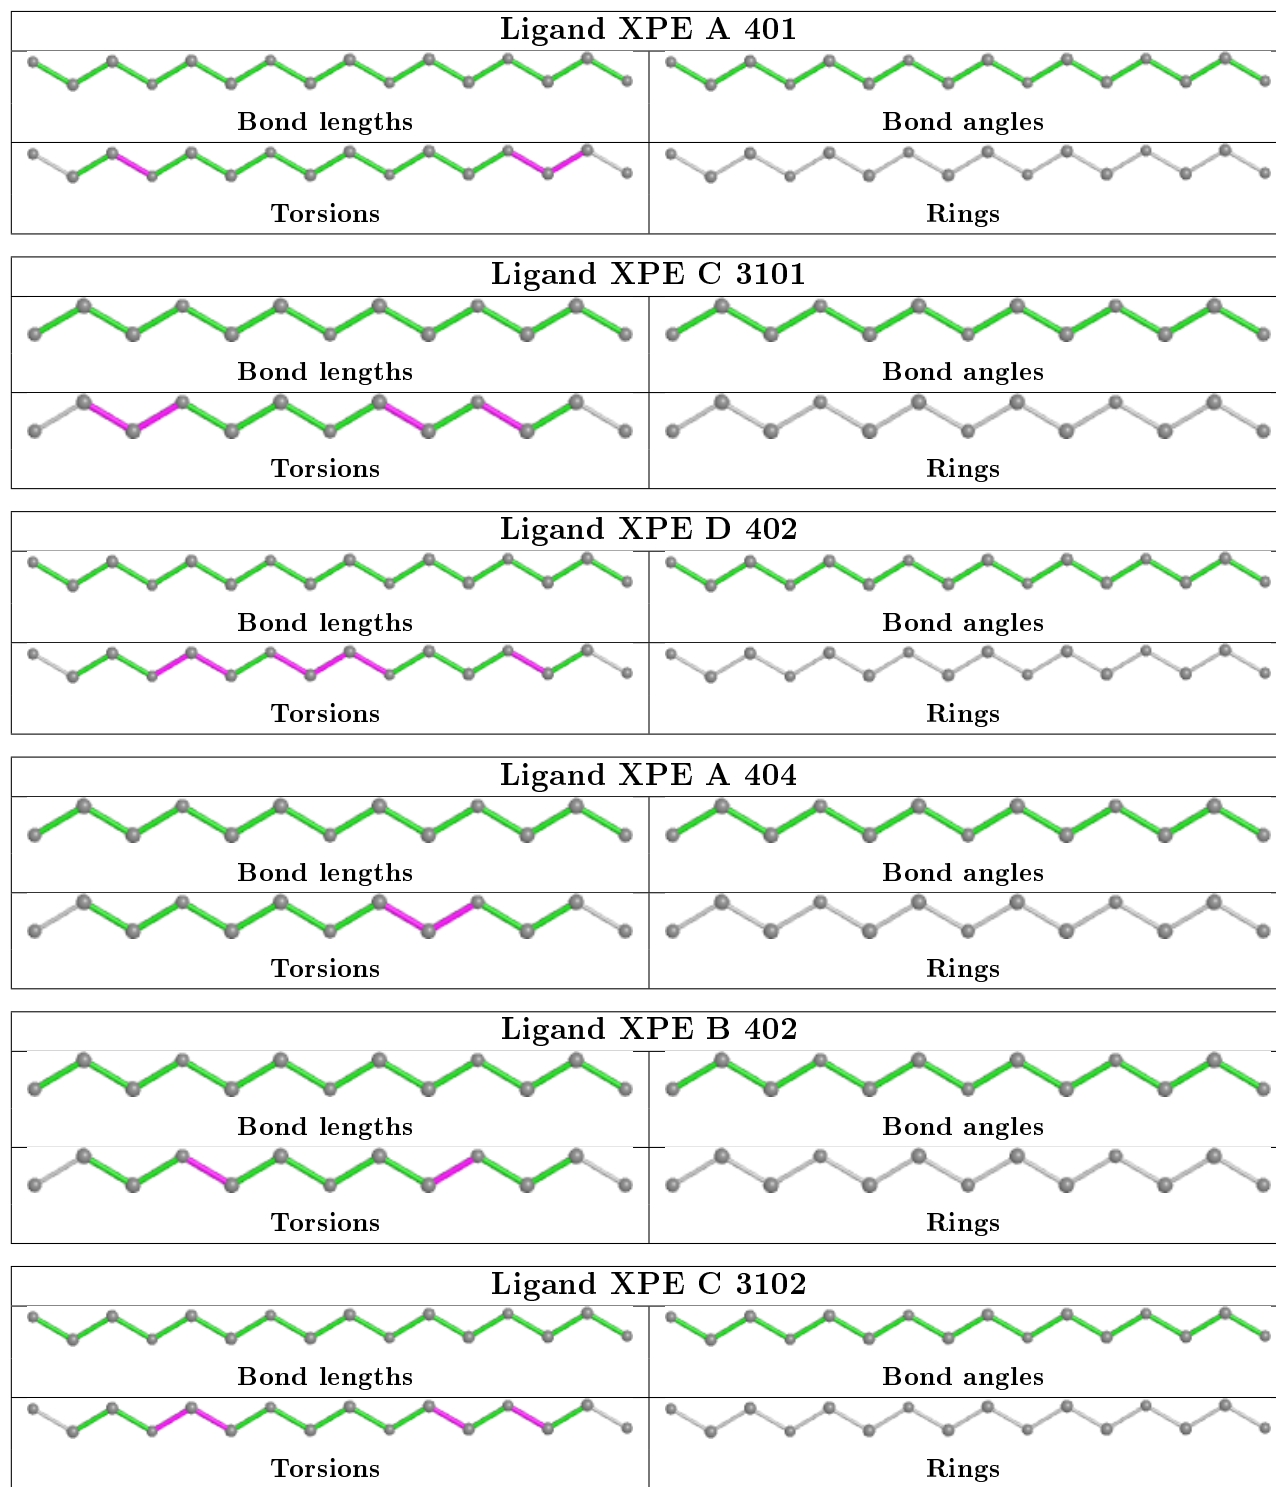 Ligand XPE A 401
Bond lengths
Bond angles
Torsions
Rings
Ligand XPE C 3101
Bond lengths
Bond angles
Torsions
Rings
Ligand XPE D 402
Bond lengths
Bond angles
Torsions
Rings
Ligand XPE A 404
Bond lengths
Bond angles
Torsions
Rings
Ligand XPE B 402
Bond lengths
Bond angles
Torsions
Rings
Ligand XPE C 3102
Bond lengths
Bond angles
Torsions
Rings